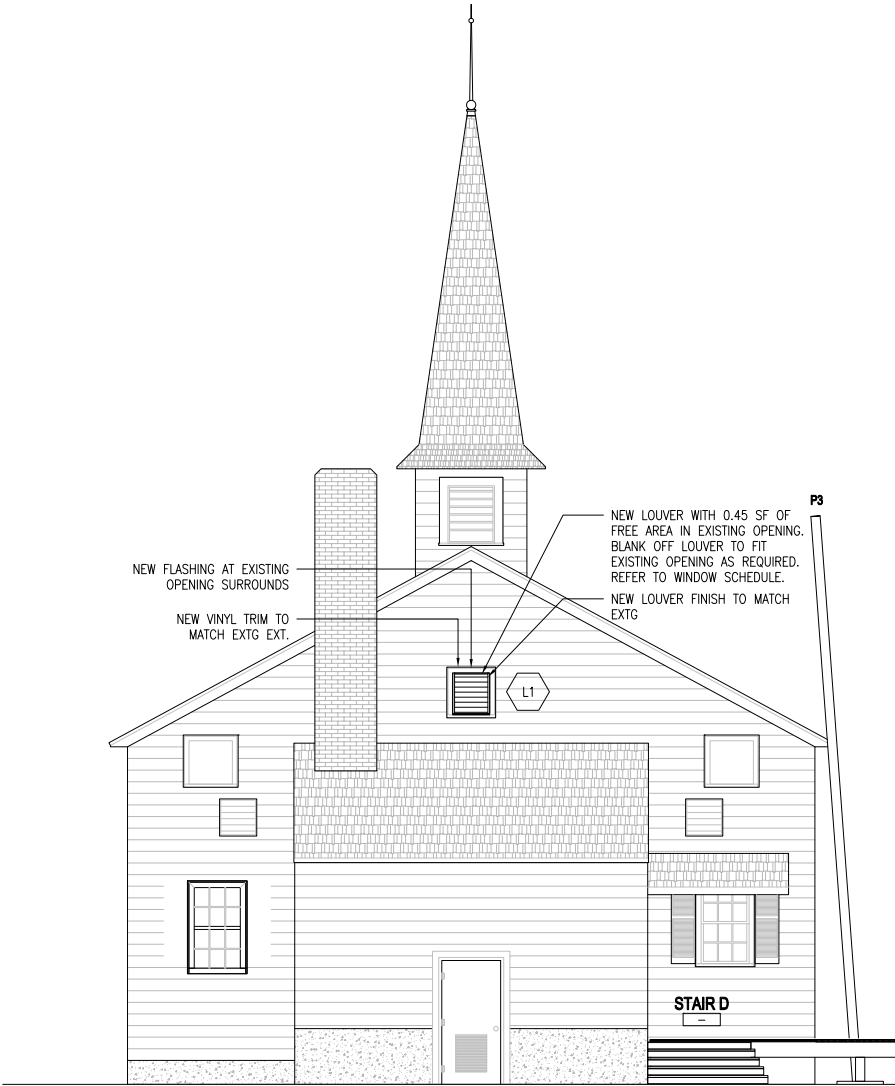 P3
NEW LOUVER WITH 0.45 SF OF
FREE AREA IN EXISTING OPENING.
BLANK OFF LOUVER TO FIT
EXISTING OPENING AS REQUIRED.
REFER TO WINDOW SCHEDULE.
NEW FLASHING AT EXISTING
OPENING SURROUNDS
NEW LOUVER FINISH TO MATCH
EXTG
NEW VINYL TRIM TO
MATCH EXTG EXT.
L1
STAIR D
–